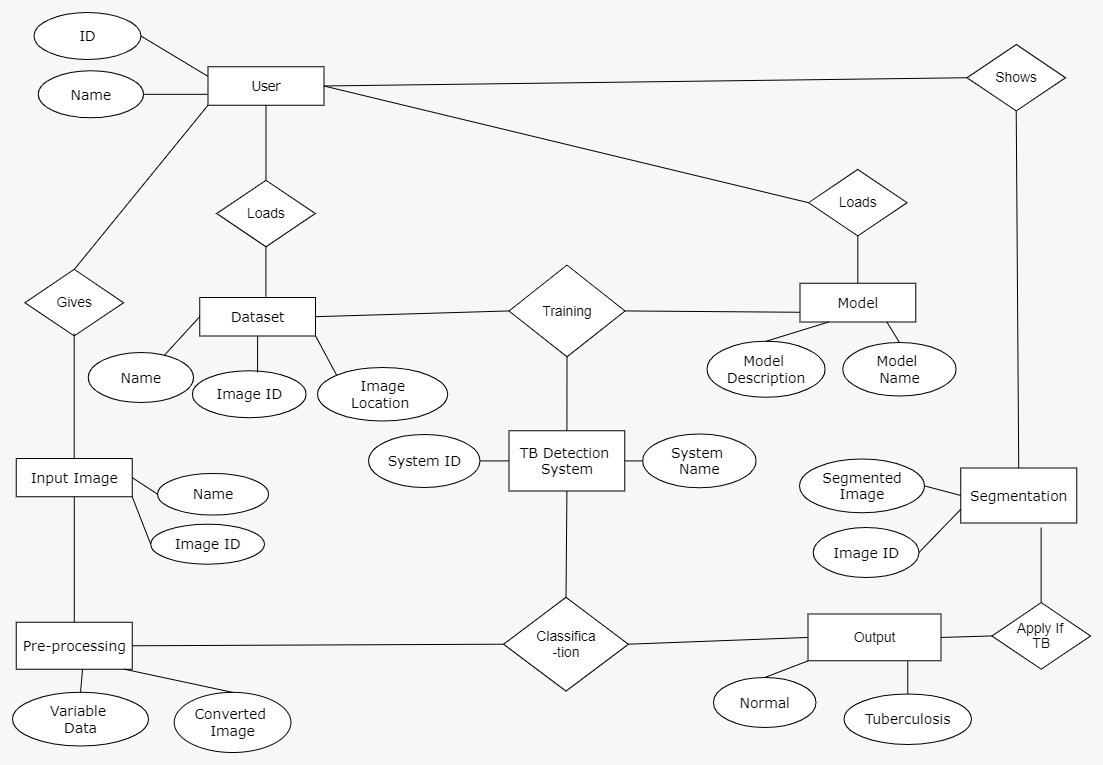 ID
Name
User
Shows
Loads
Loads
Gives
Dataset
Training
Model
Name
Image ID
Image
Location
Model
Description
Model
Name
Input Image
Name
Image ID
System ID
TB Detection
System
System
Name
Segmented
Image
Image ID
Segmentation
Pre-processing
Classifica
-tion
Output
Apply If
TB
Variable
Data
Converted
Image
Normal
Tuberculosis